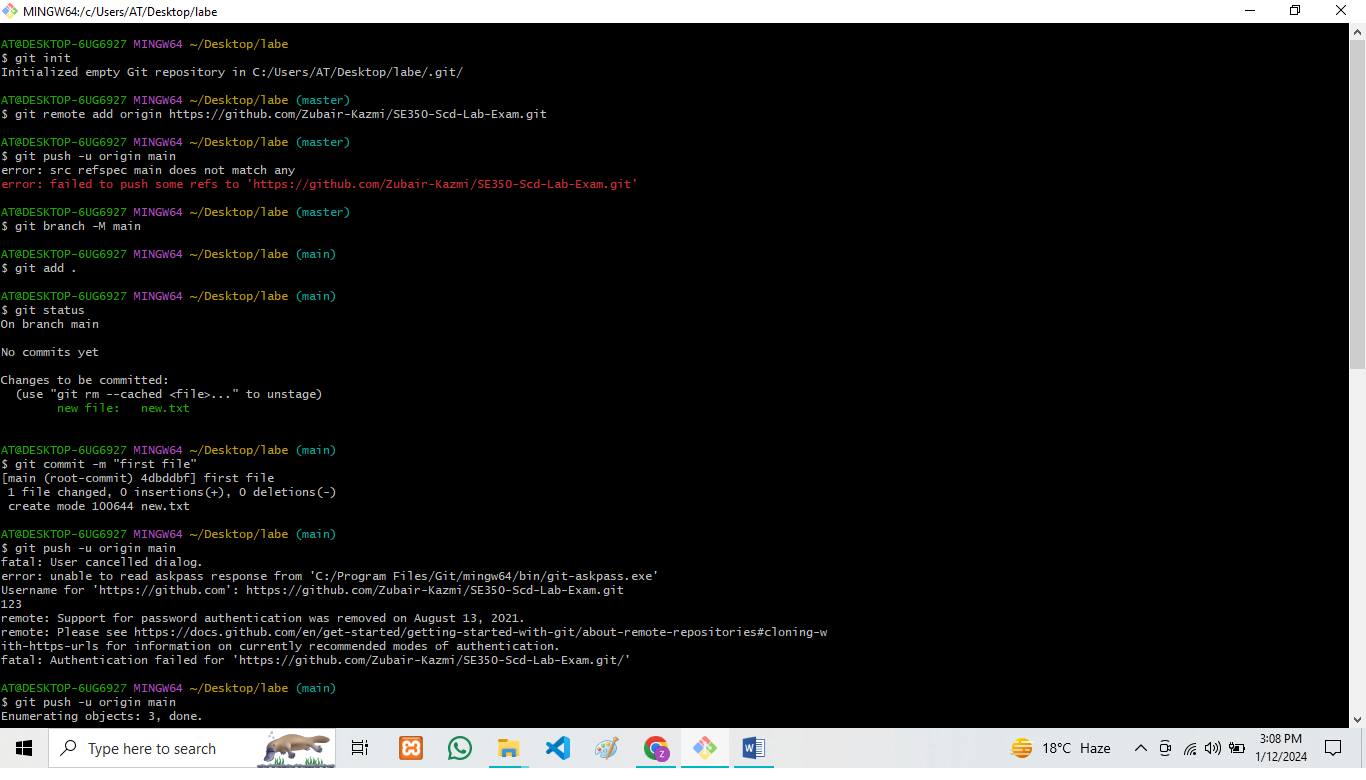 MINGW64:/c/Users/AT/Desktop/labe
AT@DESKTOP-6UG6927 MINGW64 ~/Desktop/labe
$ git init
Initialized empty Git repository in C:/Users/AT/Desktop/labe/.git/
AT@DESKTOP-6UG6927 MINGW64 ~/Desktop/labe (master)
$ git remote add origin https://github.com/Zubair-Kazmi/SE350-Scd-Lab-Exam.git
AT@DESKTOP-6UG6927 MINGW64 ~/Desktop/labe (master)
$ git push -u origin main
error: src refspec main does not match any
error: failed to push some refs to 'https://github.com/Zubair-Kazmi/SE350-Scd-Lab-Exam.git'
AT@DESKTOP-6UG6927 MINGW64 ~/Desktop/labe (master)
$ git branch -M main
AT@DESKTOP-6UG6927 MINGW64 ~/Desktop/labe (main)
$ git add .
AT@DESKTOP-6UG6927 MINGW64 ~/Desktop/labe (main)
$ git status
On branch main
No commits yet
Changes to be committed:
(use "git rm --cached <file>..." to unstage)
new file:   new.txt
AT@DESKTOP-6UG6927 MINGW64 ~/Desktop/labe (main)
$ git commit -m "first file"
[main (root-commit) 4dbddbf] first file
1 file changed, 0 insertions(+), 0 deletions(-)
create mode 100644 new.txt
AT@DESKTOP-6UG6927 MINGW64 ~/Desktop/labe (main)
$ git push -u origin main
fatal: User cancelled dialog.
error: unable to read askpass response from 'C:/Program Files/Git/mingw64/bin/git-askpass.exe'
Username for 'https://github.com': https://github.com/Zubair-Kazmi/SE350-Scd-Lab-Exam.git
123
remote: Support for password authentication was removed on August 13, 2021.
remote: Please see https://docs.github.com/en/get-started/getting-started-with-git/about-remote-repositories#cloning-w
ith-https-urls for information on currently recommended modes of authentication.
fatal: Authentication failed for 'https://github.com/Zubair-Kazmi/SE350-Scd-Lab-Exam.git/'
AT@DESKTOP-6UG6927 MINGW64 ~/Desktop/labe (main)
$ git push -u origin main
Enumerating objects: 3, done.
Type here to search
18°C Haze
3:08 PM
1/12/2024